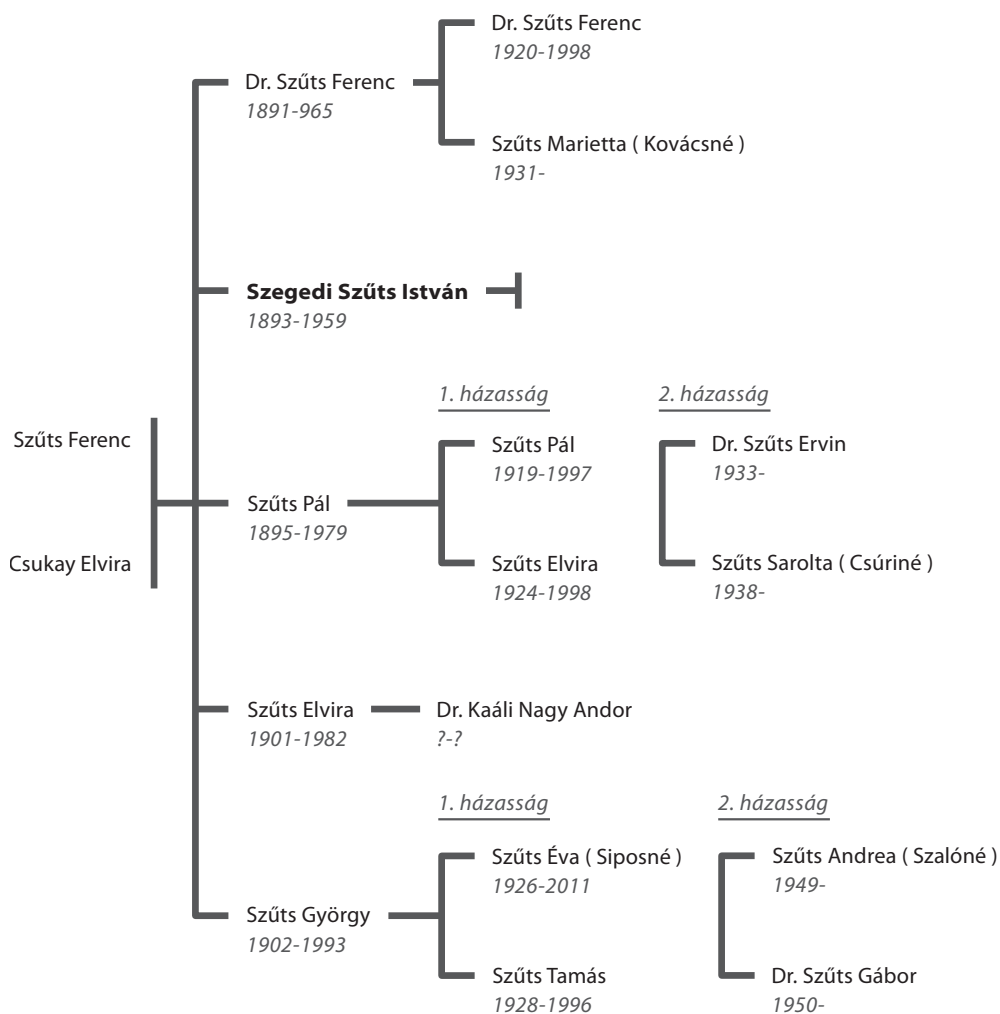 Dr. Szűts Ferenc
1920-1998
Dr. Szűts Ferenc
1891-965
Szűts Marietta ( Kovácsné )
1931-
Szegedi Szűts István
1893-1959
1. házasság
2. házasság
Szűts Ferenc
Szűts Pál
1919-1997
Dr. Szűts Ervin
1933-
Szűts Pál
1895-1979
Csukay Elvira
Szűts Elvira
1924-1998
Szűts Sarolta ( Csúriné )
1938-
Szűts Elvira
1901-1982
Dr. Kaáli Nagy Andor
?-?
1. házasság
2. házasság
Szűts Éva ( Siposné )
1926-2011
Szűts Andrea ( Szalóné )
1949-
Szűts György
1902-1993
Szűts Tamás
1928-1996
Dr. Szűts Gábor
1950-